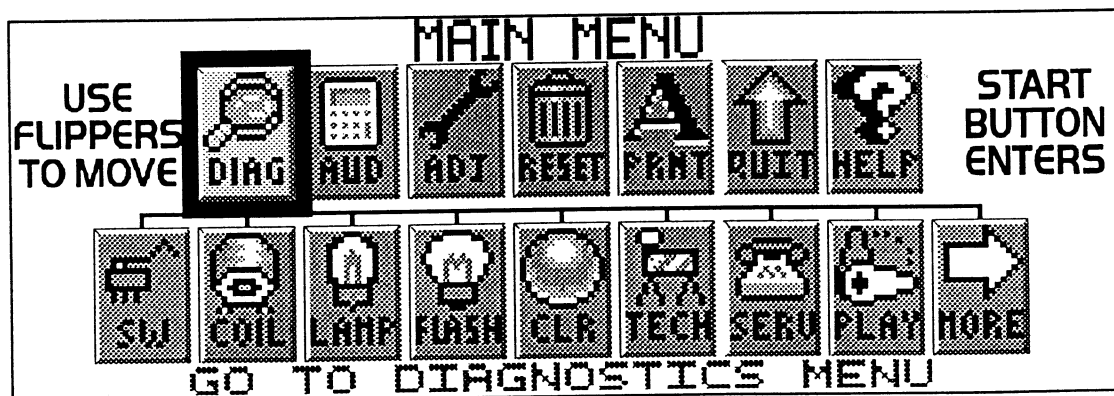 MAIN MENU
USE
FLIPPERS
TO MOVE
DIAG
AUD
ADJ
RESET
PRNT
QUIT
HELP
START
BUTTON
ENTERS
SW
COIL
LAMP
FLASH
CLR
TECH
SERV
PLAY
MORE
GO TO DIAGNOSTICS MENU